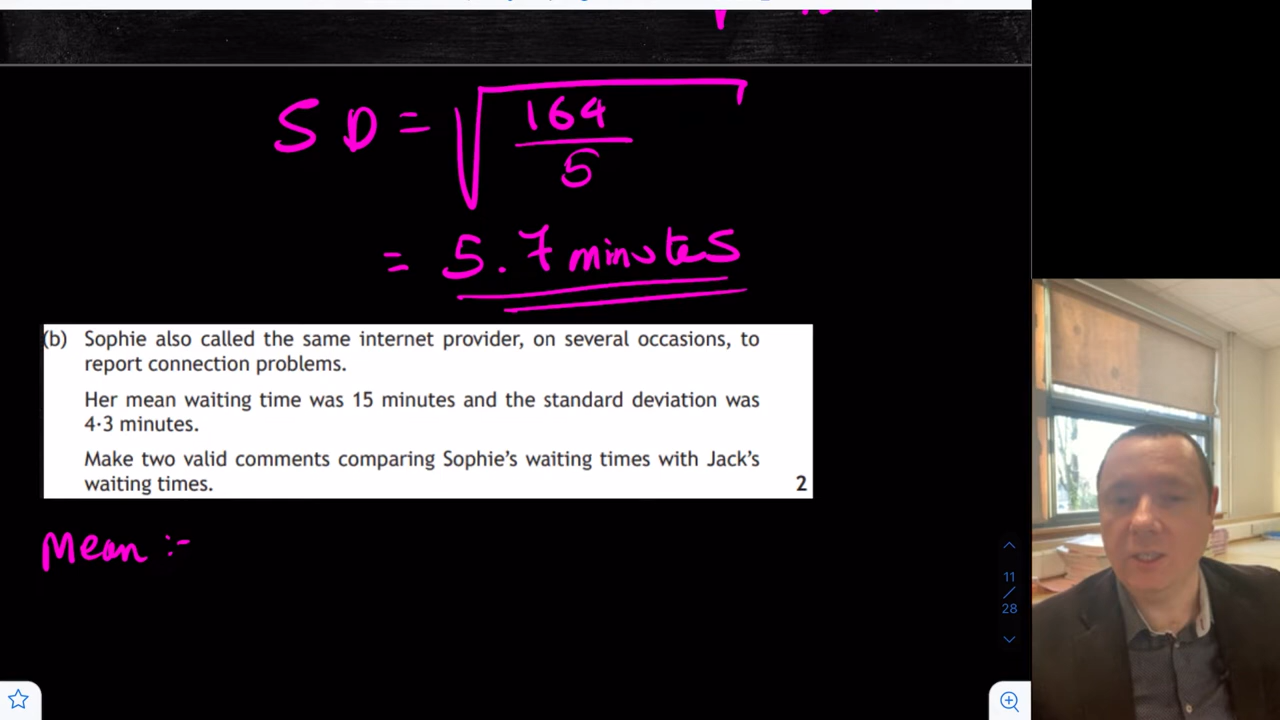 SD = √164/5
= 5.7 minutes
(b) Sophie also called the same internet provider, on several occasions, to
report connection problems.
Her mean waiting time was 15 minutes and the standard deviation was
4·3 minutes.
Make two valid comments comparing Sophie’s waiting times with Jack’s
waiting times.
2
Mean :-
11
/
28